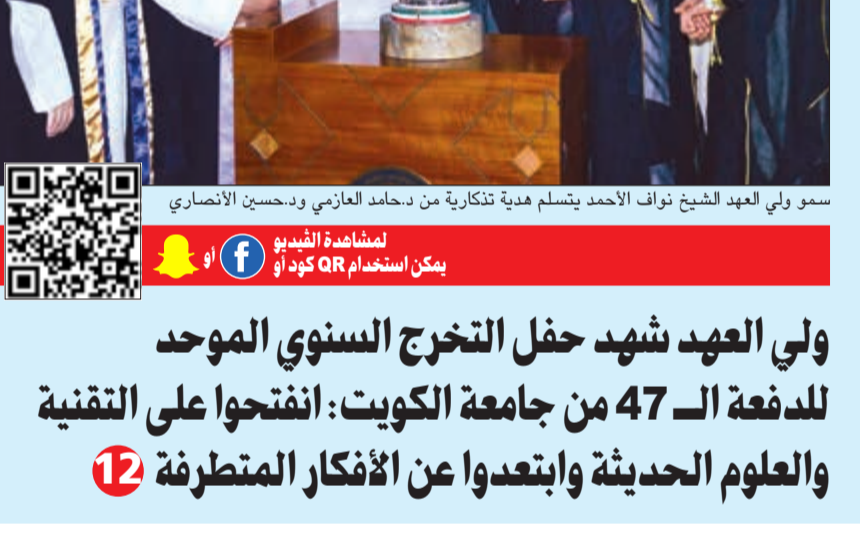 سمو ولي العهد الشيخ نواف الأحمد يتسلم هدية تذكارية من د.حامد العازمي ود.حسين الأنصاري
لمشاهدة الڤيديو
يمكن استخدام QR كود أو f أو
ولي العهد شهد حفل التخرج السنوي الموحد
للدفعة الـ 47 من جامعة الكويت: انفتحوا على التقنية
والعلوم الحديثة وابتعدوا عن الأفكار المتطرفة 12